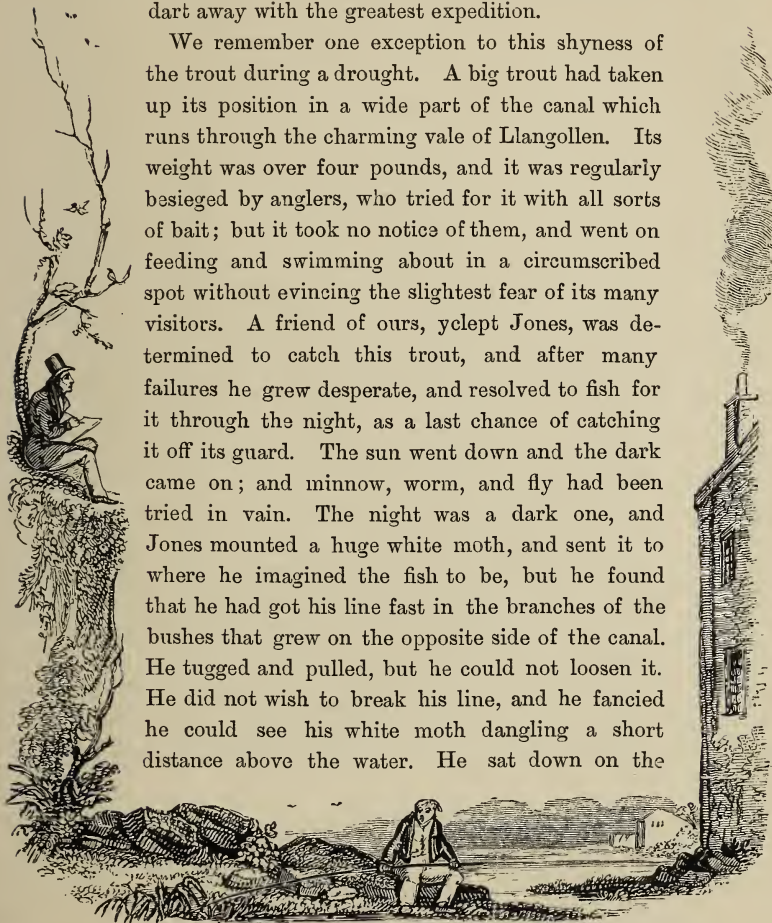 dart away with the greatest expedition.
We remember one exception to this shyness of
the trout during a drought. A big trout had taken
up its position in a wide part of the canal which
runs through the charming vale of Llangollen. Its
weight was over four pounds, and it was regularly
besieged by anglers, who tried for it with all sorts
of bait; but it took no notice of them, and went on
feeding and swimming about in a circumscribed
spot without evincing the slightest fear of its many
visitors. A friend of ours, yclept Jones, was de-
termined to catch this trout, and after many
failures he grew desperate, and resolved to fish for
it through the night, as a last chance of catching
it off its guard. The sun went down and the dark
came on; and minnow, worm, and fly had been
tried in vain. The night was a dark one, and
Jones mounted a huge white moth, and sent it to
where he imagined the fish to be, but he found
that he had got his line fast in the branches of the
bushes that grew on the opposite side of the canal.
He tugged and pulled, but he could not loosen it.
He did not wish to break his line, and he fancied
he could see his white moth dangling a short
distance above the water. He sat down on the